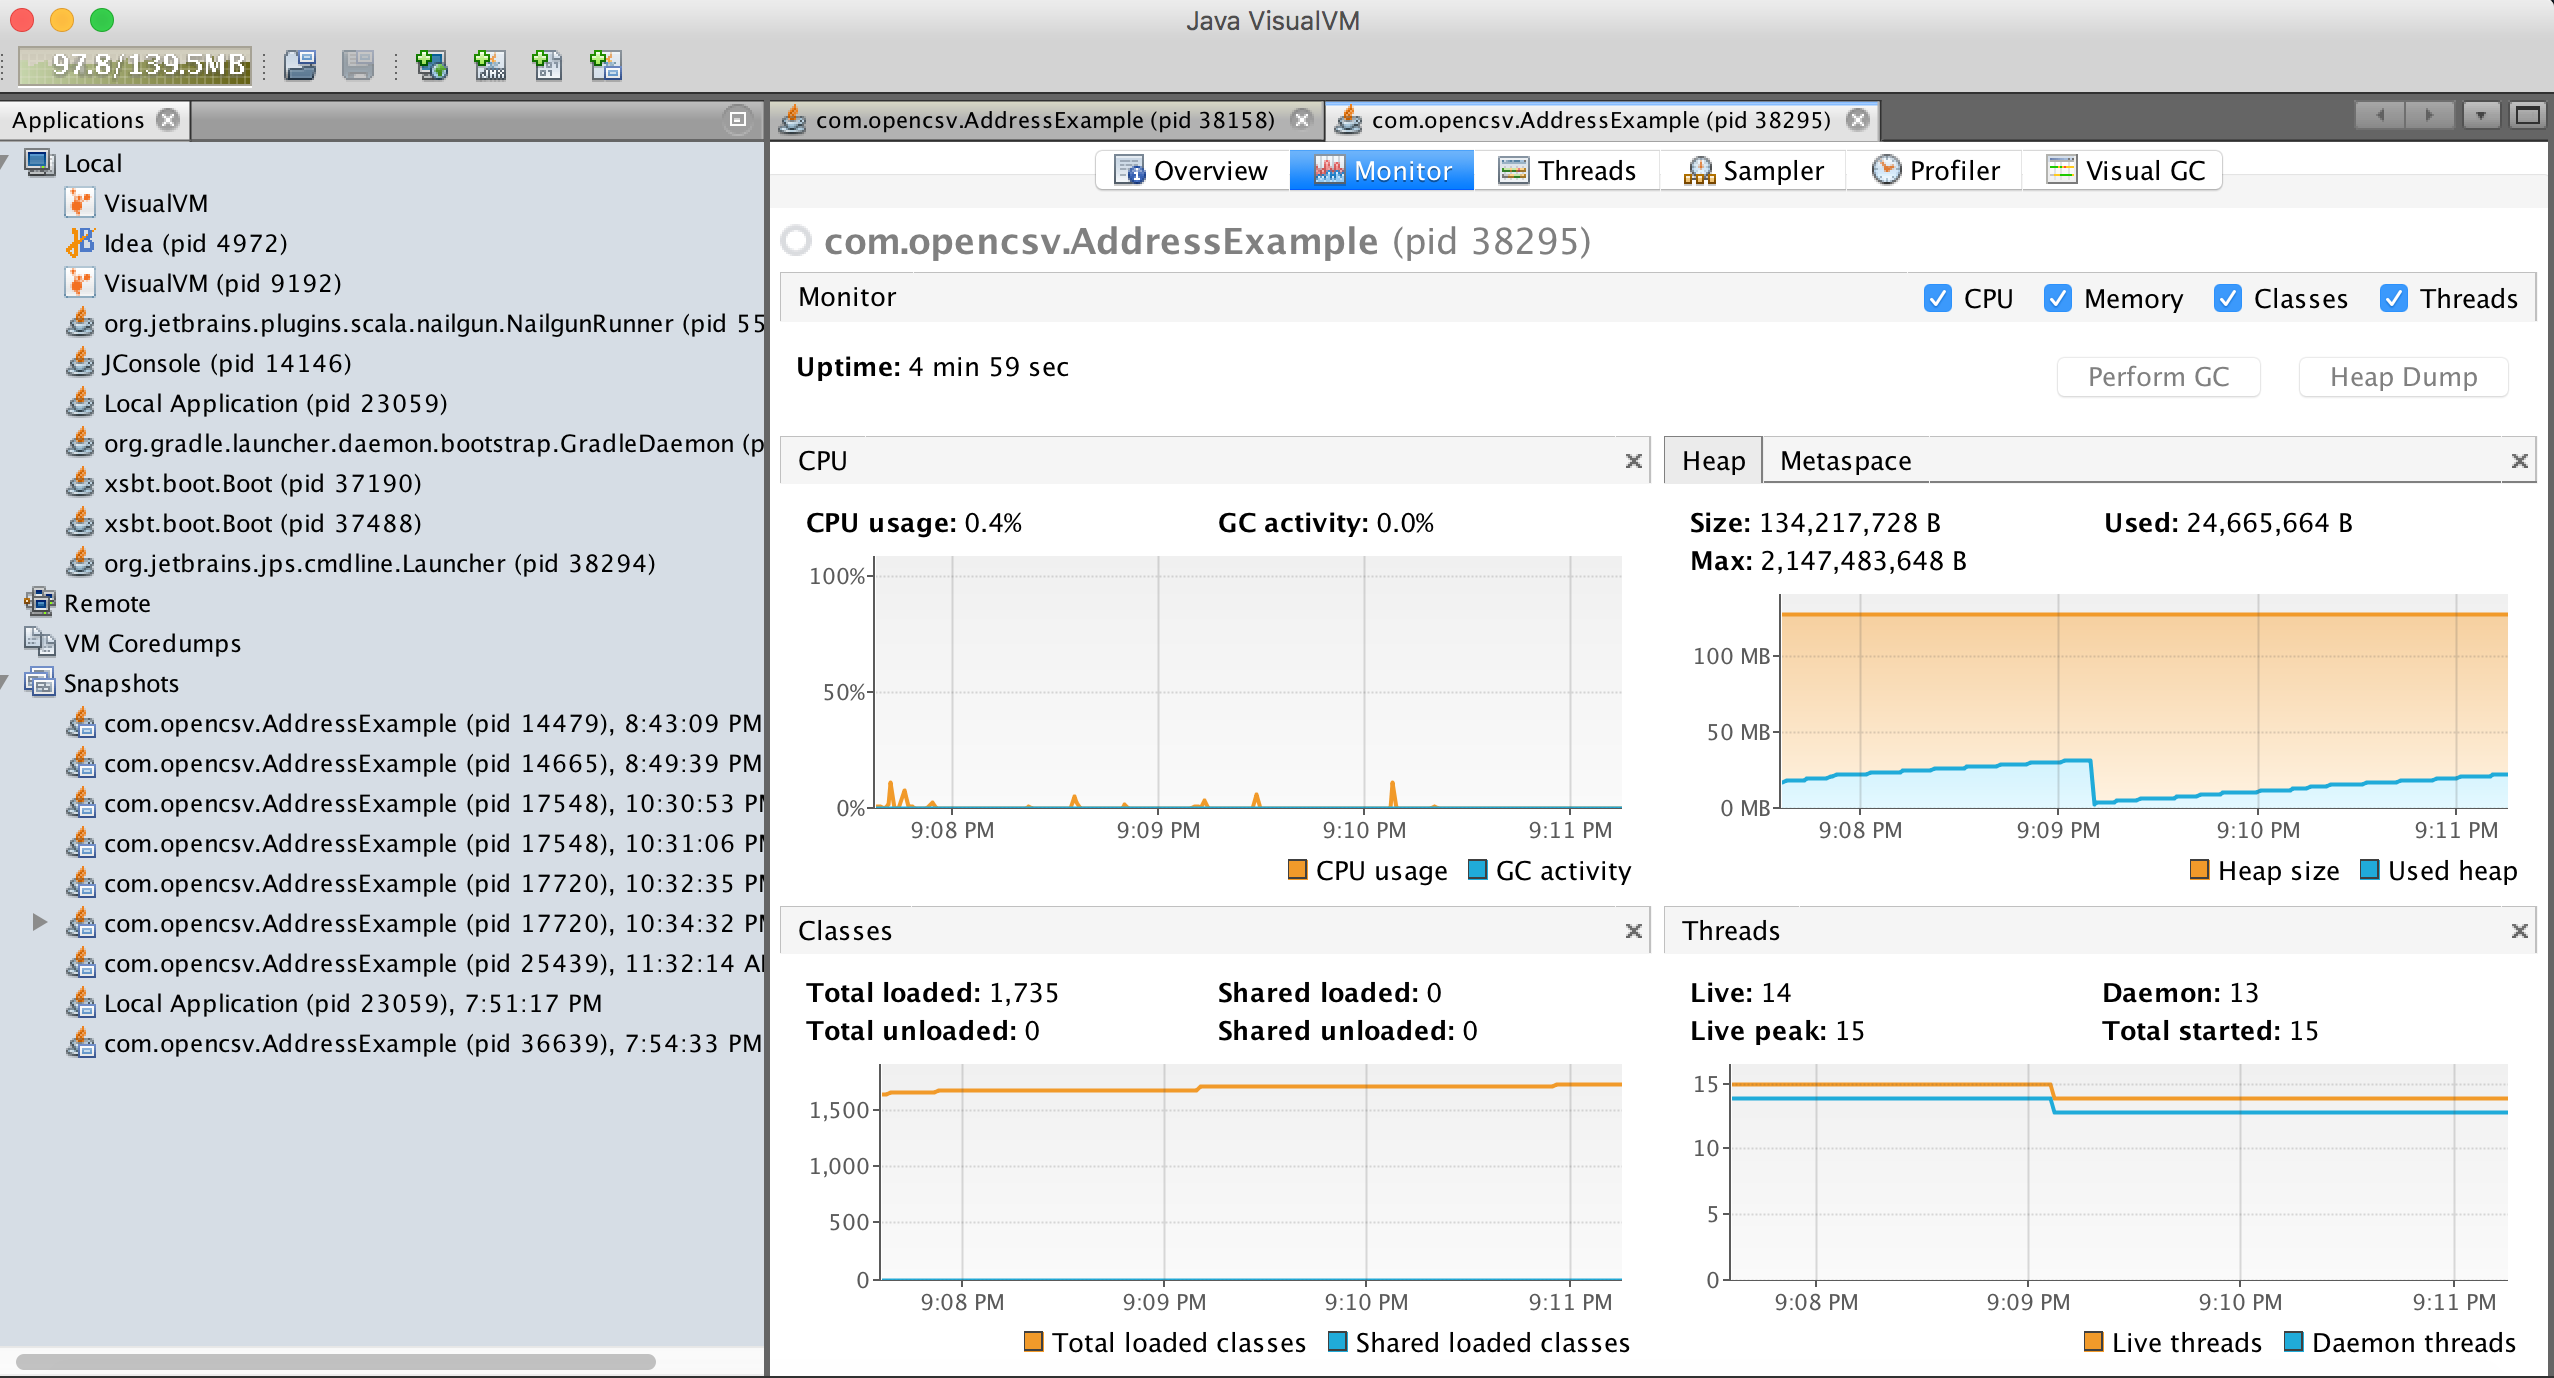 Java VisualVM
97.8/139.5MB
Applications
com.opencsv.AddressExample (pid 38158)
com.opencsv.AddressExample (pid 38295)
Local
VisualVM
Idea (pid 4972)
VisualVM (pid 9192)
org.jetbrains.plugins.scala.nailgun.NailgunRunner (pid 55
JConsole (pid 14146)
Local Application (pid 23059)
org.gradle.launcher.daemon.bootstrap.GradleDaemon (p
xsbt.boot.Boot (pid 37190)
xsbt.boot.Boot (pid 37488)
org.jetbrains.jps.cmdline.Launcher (pid 38294)
Remote
VM Coredumps
Snapshots
com.opencsv.AddressExample (pid 14479), 8:43:09 PM
com.opencsv.AddressExample (pid 14665), 8:49:39 PM
com.opencsv.AddressExample (pid 17548), 10:30:53 P
com.opencsv.AddressExample (pid 17548), 10:31:06 P
com.opencsv.AddressExample (pid 17720), 10:32:35 P
com.opencsv.AddressExample (pid 17720), 10:34:32 P
com.opencsv.AddressExample (pid 25439), 11:32:14 A
Local Application (pid 23059), 7:51:17 PM
com.opencsv.AddressExample (pid 36639), 7:54:33 PM
Overview Monitor Threads Sampler Profiler Visual GC
com.opencsv.AddressExample (pid 38295)
Monitor
CPU Memory Classes Threads
Uptime: 4 min 59 sec
Perform GC Heap Dump
CPU
CPU usage: 0.4% GC activity: 0.0%
100%
50%
0%
9:08 PM 9:09 PM 9:10 PM 9:11 PM
CPU usage GC activity
Heap Metaspace
Size: 134,217,728 B Used: 24,665,664 B
Max: 2,147,483,648 B
100 MB
50 MB
0 MB
9:08 PM 9:09 PM 9:10 PM 9:11 PM
Heap size Used heap
Classes
Total loaded: 1,735 Shared loaded: 0
Total unloaded: 0 Shared unloaded: 0
1,500
1,000
500
0
9:08 PM 9:09 PM 9:10 PM 9:11 PM
Total loaded classes Shared loaded classes
Threads
Live: 14 Daemon: 13
Live peak: 15 Total started: 15
15
10
5
0
9:08 PM 9:09 PM 9:10 PM 9:11 PM
Live threads Daemon threads